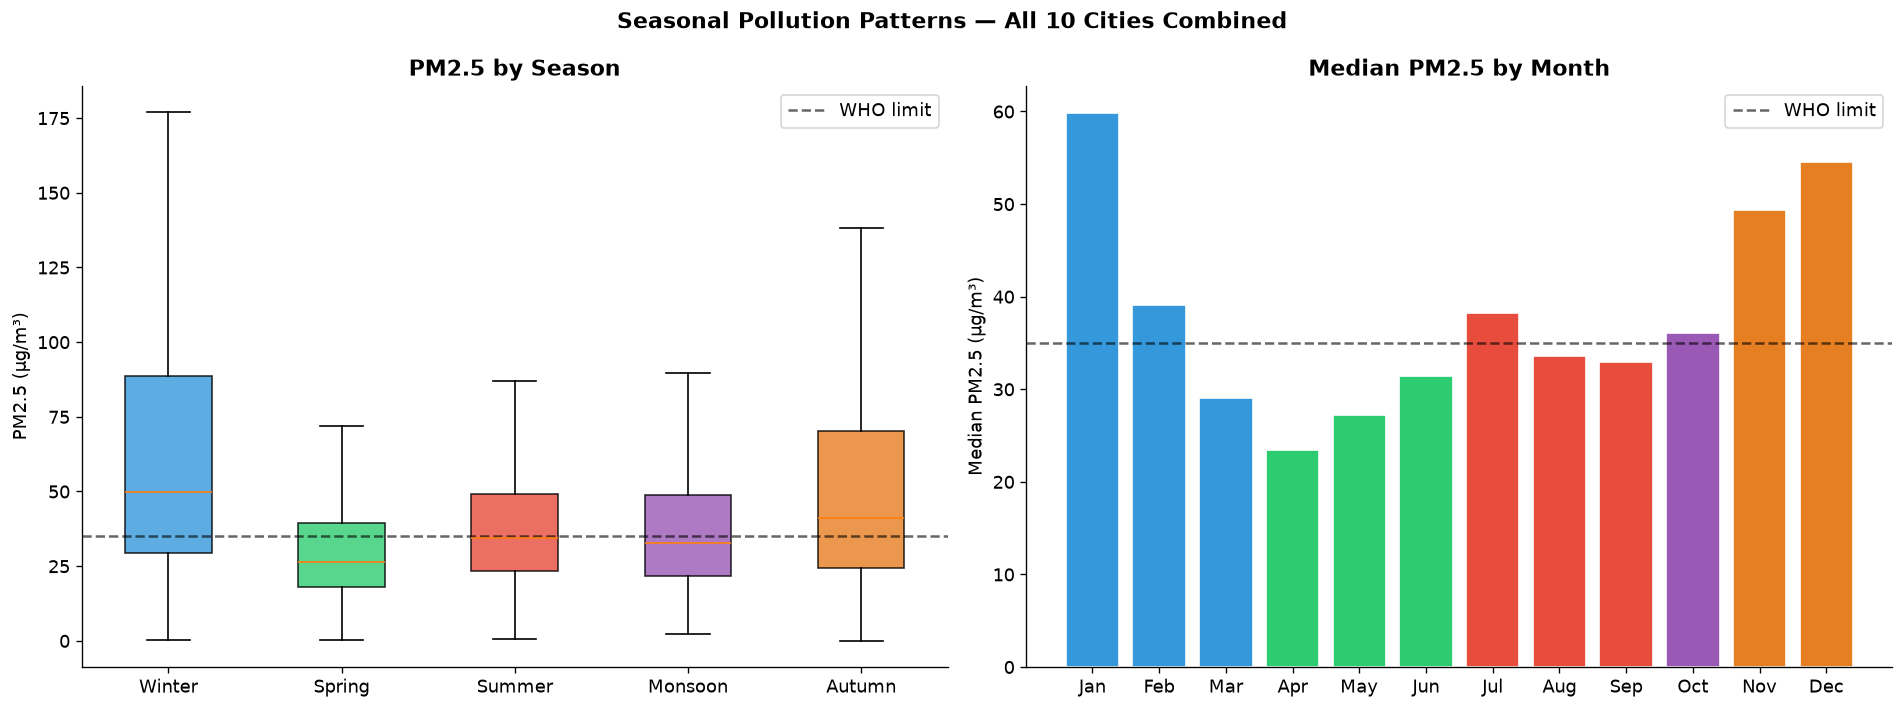 Seasonal Pollution Patterns — All 10 Cities Combined
PM2.5 by Season
WHO limit
PM2.5 (µg/m³)
175
150
125
100
75
50
25
0
Winter Spring Summer Monsoon Autumn
Median PM2.5 by Month
WHO limit
Median PM2.5 (µg/m³)
60
50
40
30
20
10
0
Jan Feb Mar Apr May Jun Jul Aug Sep Oct Nov Dec